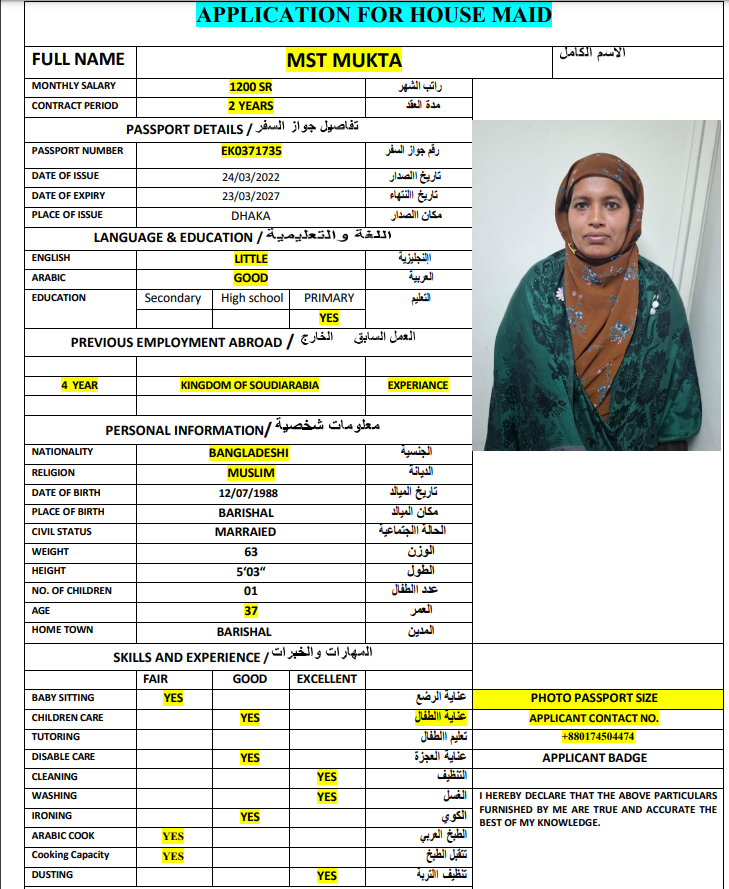 APPLICATION FOR HOUSE MAID
FULL NAME MST MUKTA الاسم الكامل
MONTHLY SALARY 1200 SR راتب الشهر
CONTRACT PERIOD 2 YEARS مدة العقد
PASSPORT DETAILS / تفاصيل جواز السفر
PASSPORT NUMBER EK0371735 رقم جواز السفر
DATE OF ISSUE 24/03/2022 تاريخ االصدار
DATE OF EXPIRY 23/03/2027 تاريخ االنتهاء
PLACE OF ISSUE DHAKA مكان االصدار
LANGUAGE & EDUCATION / اللغة والتعليمية
ENGLISH LITTLE اإلنجليزية
ARABIC GOOD العربية
EDUCATION Secondary High school PRIMARY التعليم
YES
PREVIOUS EMPLOYMENT ABROAD / العمل السابق الخارج
4 YEAR KINGDOM OF SOUDIARABIA EXPERIANCE
PERSONAL INFORMATION/ معلومات شخصية
NATIONALITY BANGLADESHI الجنسية
RELIGION MUSLIM الديانة
DATE OF BIRTH 12/07/1988 تاريخ الميالد
PLACE OF BIRTH BARISHAL مكان الميالد
CIVIL STATUS MARRAIED الحالة االجتماعية
WEIGHT 63 الوزن
HEIGHT 5‘03“ الطول
NO. OF CHILDREN 01 عدد االطفال
AGE 37 العمر
HOME TOWN BARISHAL المدين
SKILLS AND EXPERIENCE / المهارات والخبرات
FAIR GOOD EXCELLENT
BABY SITTING YES عناية الرضع
CHILDREN CARE YES عناية االطفال
TUTORING تعليم االطفال
DISABLE CARE YES عناية العجزة
CLEANING YES التنظيف
WASHING YES الغسل
IRONING YES الكوي
ARABIC COOK YES الطبخ العربي
Cooking Capacity YES تتقبل الطبخ
DUSTING YES تنظيف التربة
PHOTO PASSPORT SIZE
APPLICANT CONTACT NO.
+880174504474
APPLICANT BADGE
I HEREBY DECLARE THAT THE ABOVE PARTICULARS
FURNISHED BY ME ARE TRUE AND ACCURATE THE
BEST OF MY KNOWLEDGE.